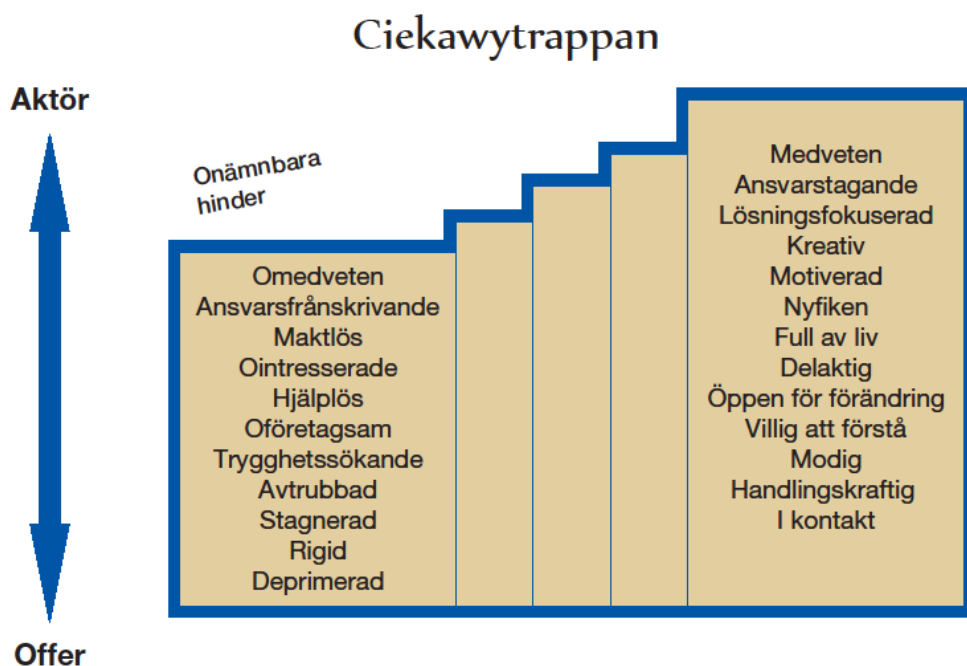 Ciekawytrappan
Aktör
Onämnbara
hinder
Omedveten
Ansvarsfrånskrivande
Maktlös
Ointresserade
Hjälplös
Oföretagsam
Trygghetssökande
Avtrubbad
Stagnerad
Rigid
Deprimerad
Medveten
Ansvarstagande
Lösningsfokuserad
Kreativ
Motiverad
Nyfiken
Full av liv
Delaktig
Öppen för förändring
Villig att förstå
Modig
Handlingskraftig
I kontakt
Offer